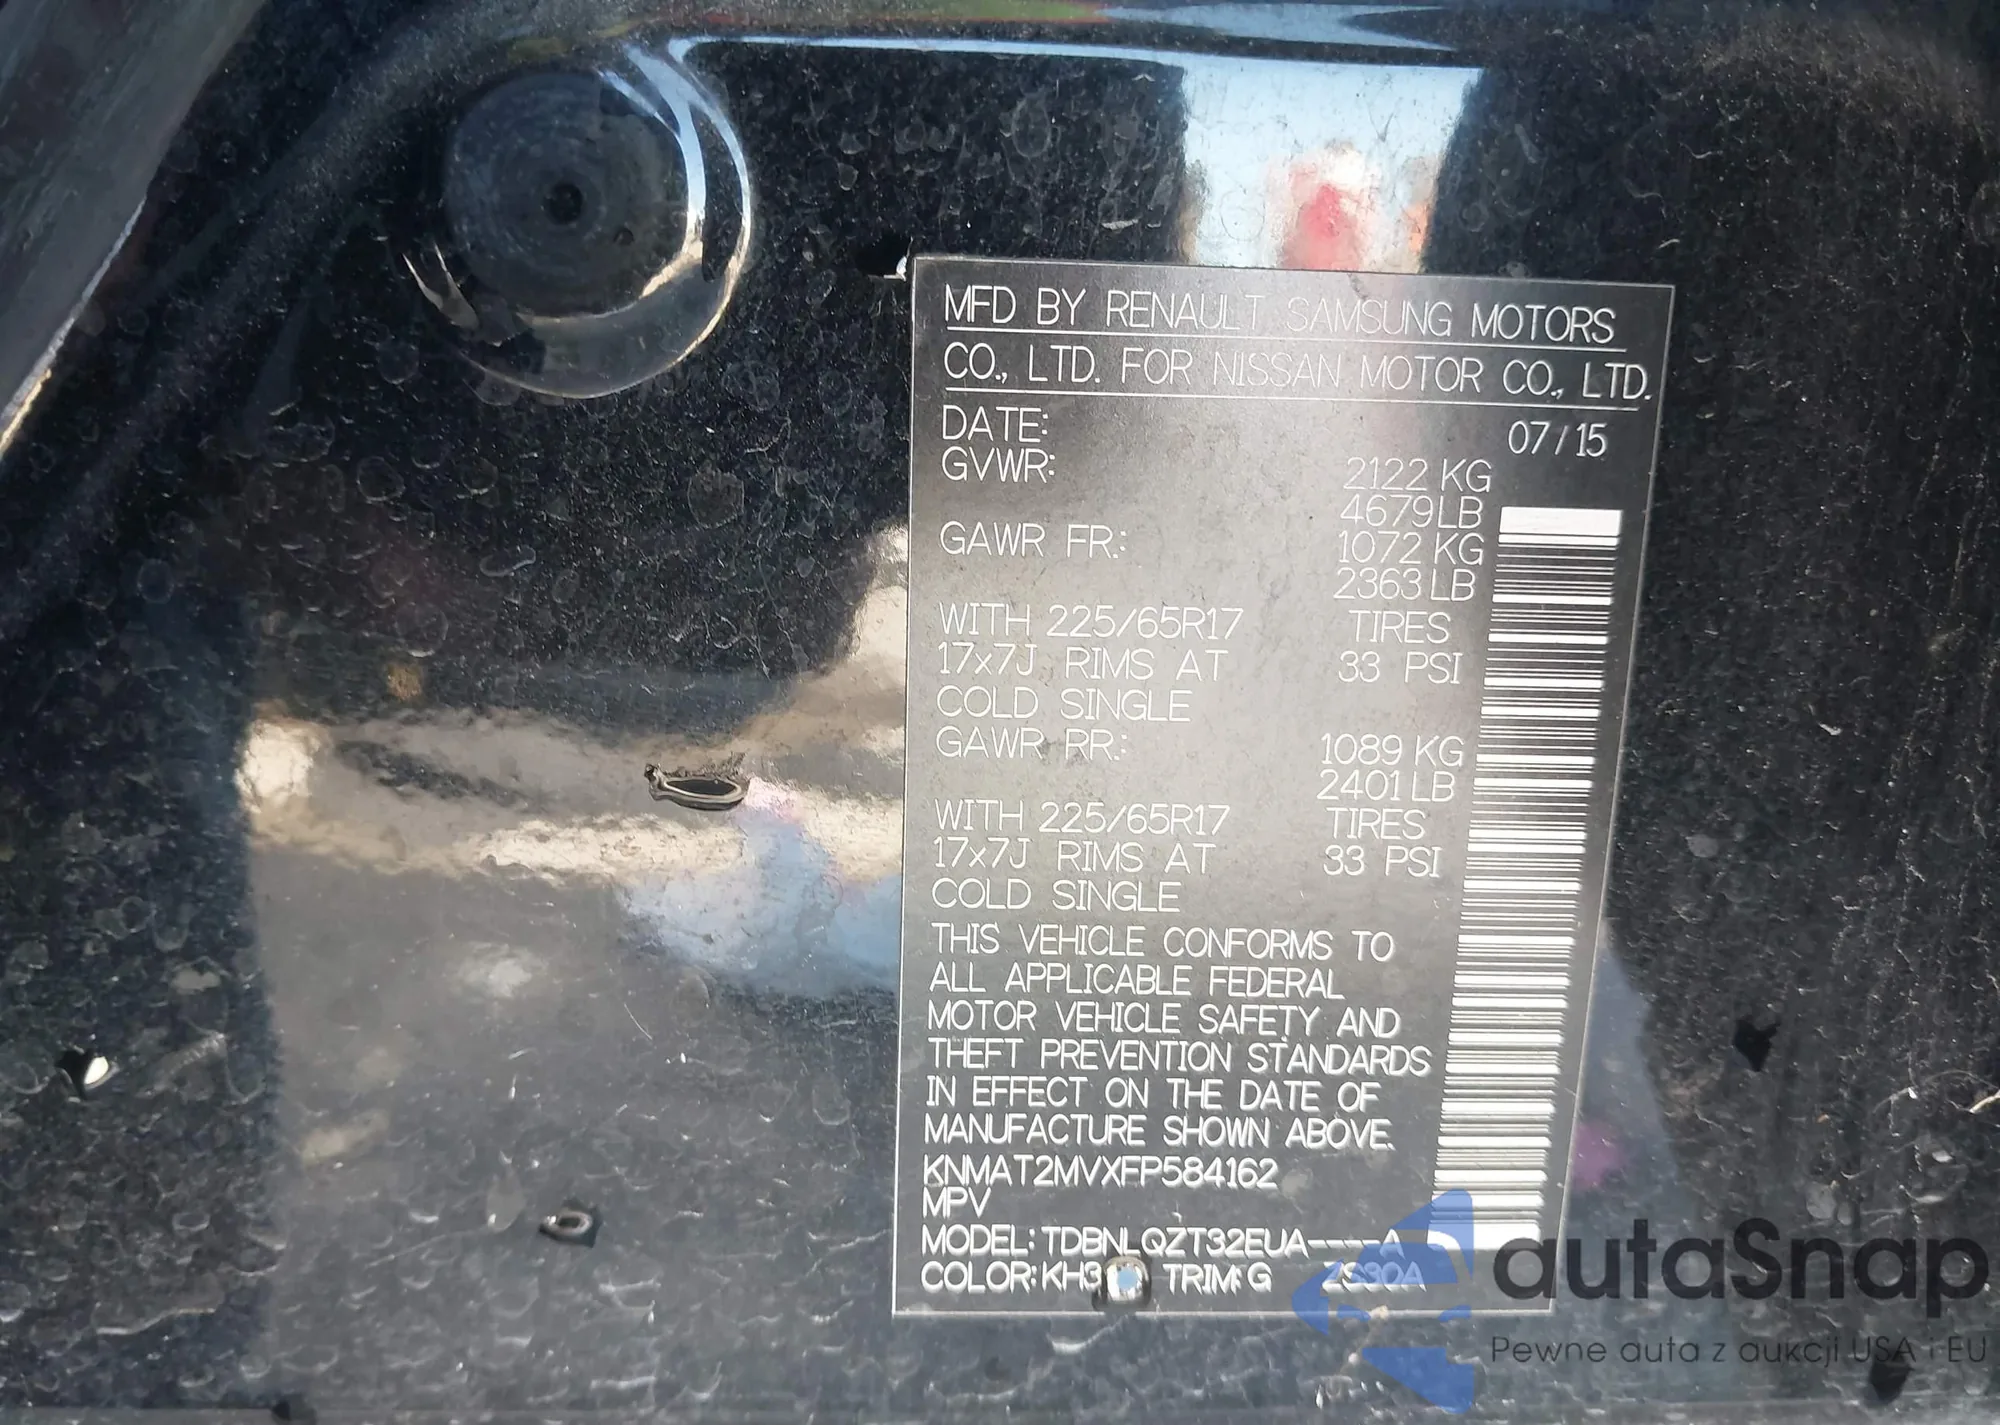 MFD BY RENAULT SAMSUNG MOTORS
CO., LTD. FOR NISSAN MOTOR CO., LTD.
DATE: 07/15
GVWR: 2122 KG
4679 LB
GAWR FR.: 1072 KG
2363 LB
WITH 225/65R17 TIRES
17x7J RIMS AT 33 PSI
COLD SINGLE
GAWR RR.: 1089 KG
2401 LB
WITH 225/65R17 TIRES
17x7J RIMS AT 33 PSI
COLD SINGLE
THIS VEHICLE CONFORMS TO
ALL APPLICABLE FEDERAL
MOTOR VEHICLE SAFETY AND
THEFT PREVENTION STANDARDS
IN EFFECT ON THE DATE OF
MANUFACTURE SHOWN ABOVE.
KNMAT2MVXFP584162
MPV
MODEL: TDBNLQZT32EUA----A
COLOR: KH3 TRIM: G ZS30A
autaSnap
Pewne auta z aukcji USA i EU